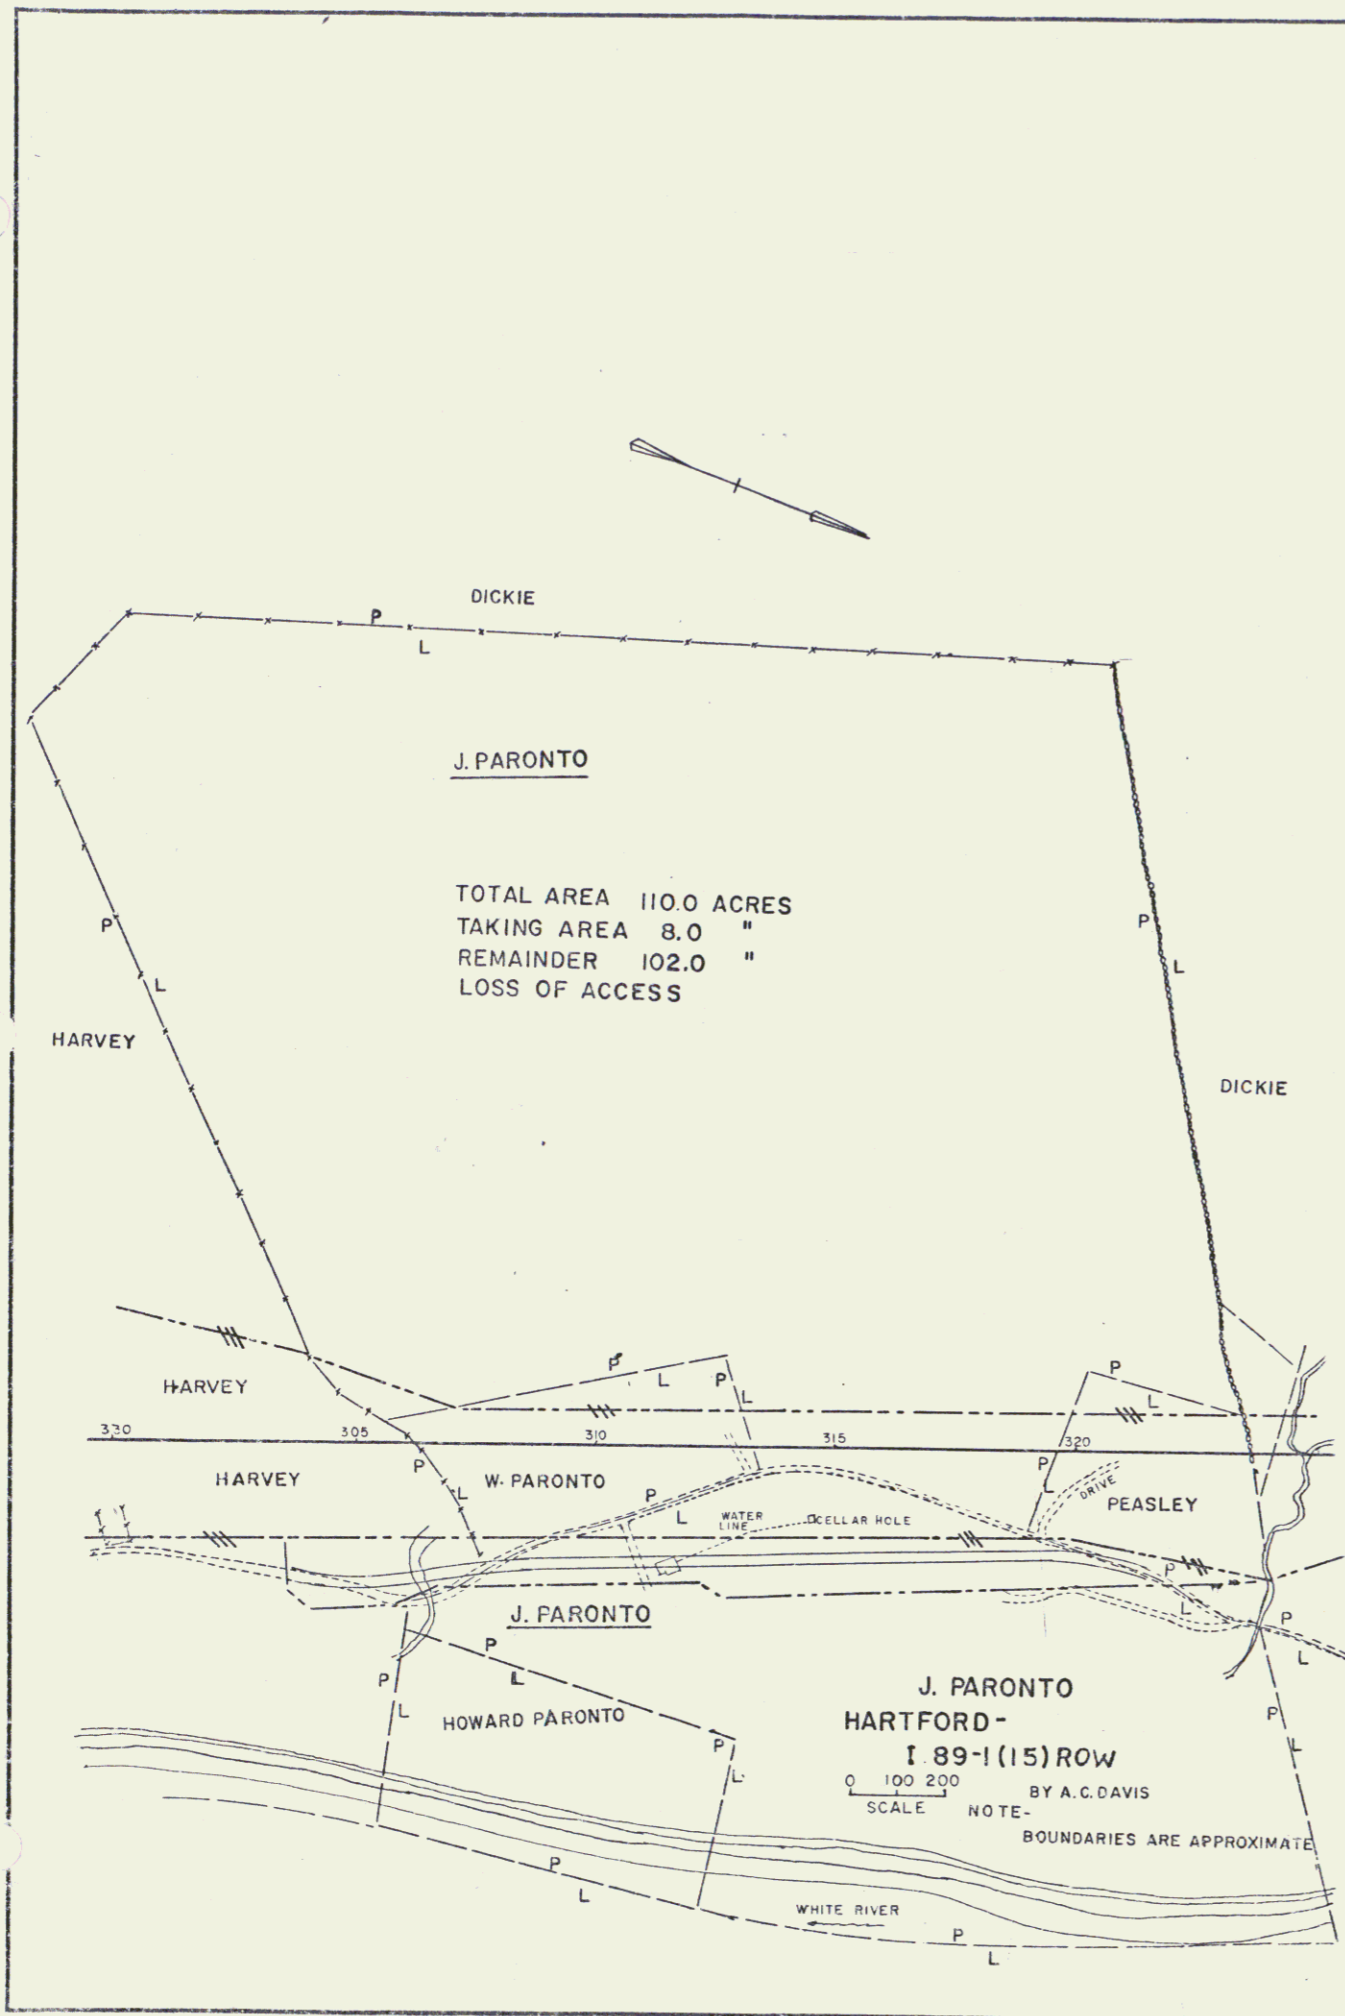 DICKIE
P
L
J. PARONTO
TOTAL AREA 110.0 ACRES
TAKING AREA 8.0 "
REMAINDER 102.0 "
LOSS OF ACCESS
P
L
P
L
HARVEY
DICKIE
HARVEY
P
L
P
L
P
L
330
305
310
315
320
HARVEY
P
L
W. PARONTO
P
L
WATER
LINE
CELLAR HOLE
P
L
DRIVE
PEASLEY
P
L
J. PARONTO
P
L
P
L
P
L
HOWARD PARONTO
P
L
J. PARONTO
HARTFORD-
I 89-1(15) ROW
0 100 200
SCALE
BY A.C. DAVIS
NOTE-
BOUNDARIES ARE APPROXIMATE
P
L
P
L
WHITE RIVER
P
L